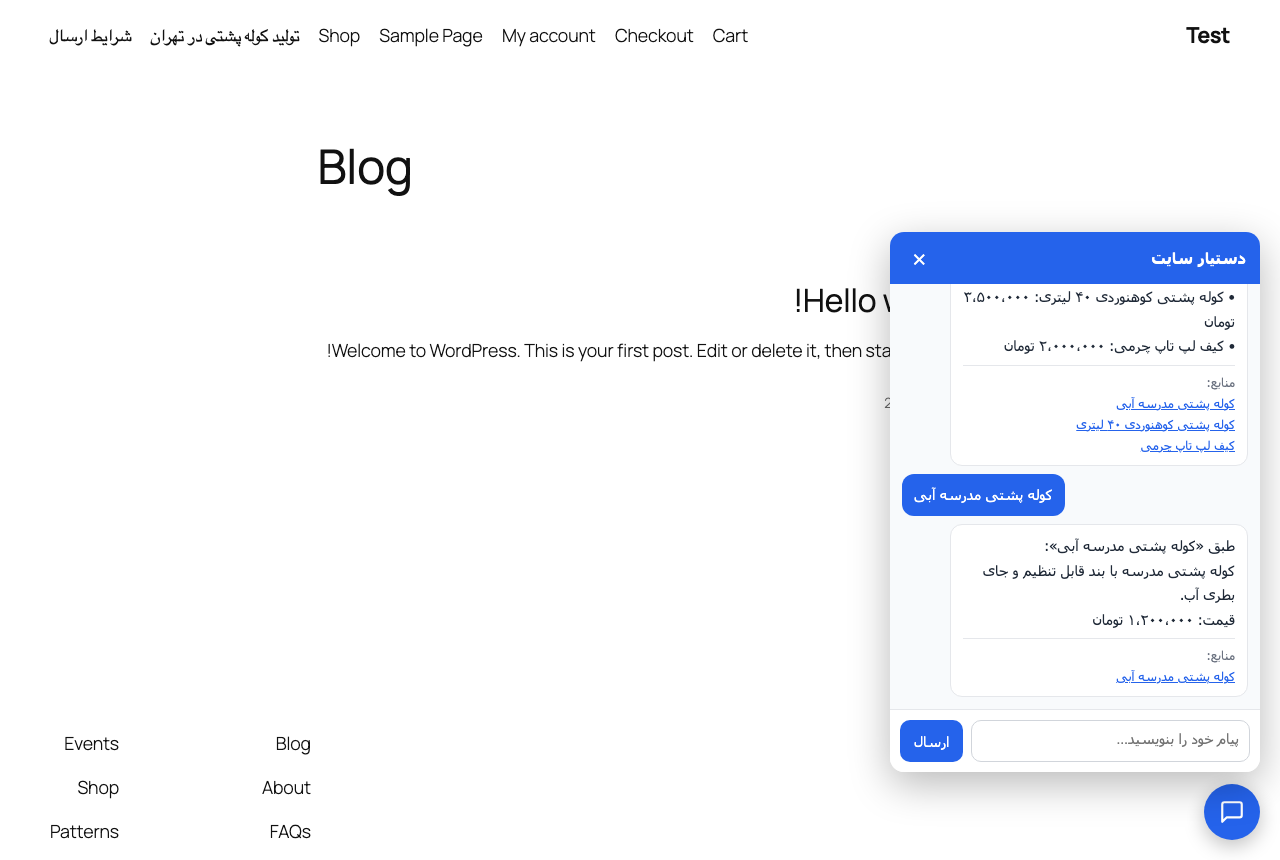 Test
شرایط ارسال تولید کوله پشتی در تهران Shop Sample Page My account Checkout Cart
Blog
!Hello
!Welcome to WordPress. This is your first post. Edit or delete it, then
دستیار سایت
×
• کوله پشتی کوهنوردی ۴۰ لیتری: ۳،۵۰۰،۰۰۰
تومان
• کیف لپ تاپ چرمی: ۲،۰۰۰،۰۰۰ تومان
منابع:
کوله پشتی مدرسه آبی
کوله پشتی کوهنوردی ۴۰ لیتری
کیف لپ تاپ چرمی
کوله پشتی مدرسه آبی
طبق «کوله پشتی مدرسه آبی»:
کوله پشتی مدرسه با بند قابل تنظیم و جای
بطری آب.
قیمت: ۱،۲۰۰،۰۰۰ تومان
منابع:
کوله پشتی مدرسه آبی
پیام خود را بنویسید...
ارسال
Blog
About
FAQs
Events
Shop
Patterns